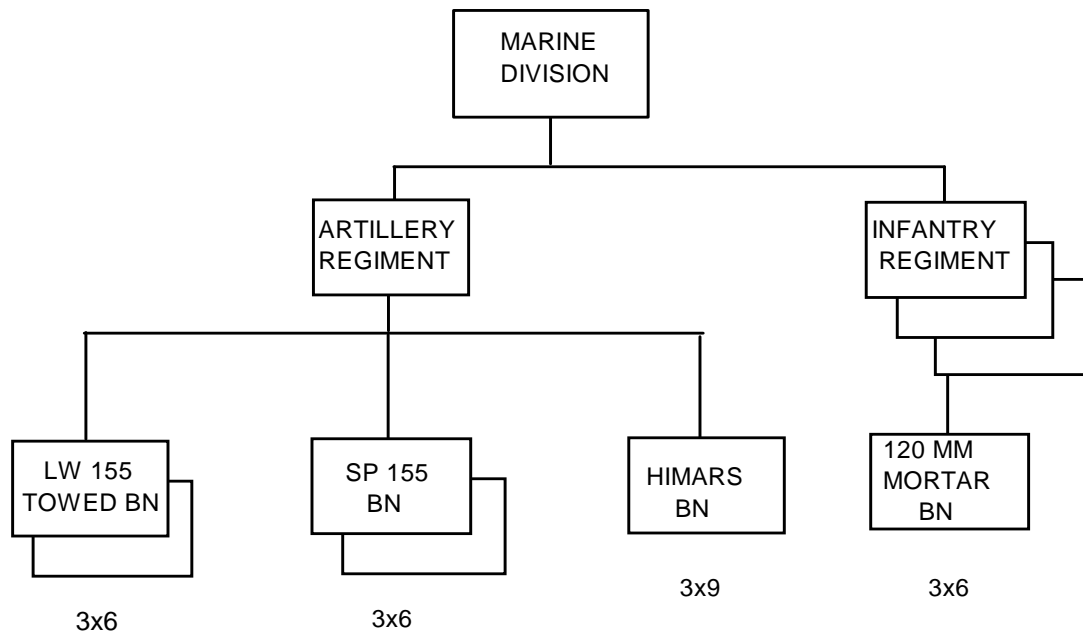 MARINE
DIVISION
ARTILLERY
REGIMENT
INFANTRY
REGIMENT
LW 155
TOWED BN
SP 155
BN
HIMARS
BN
120 MM
MORTAR
BN
3x6
3x6
3x9
3x6